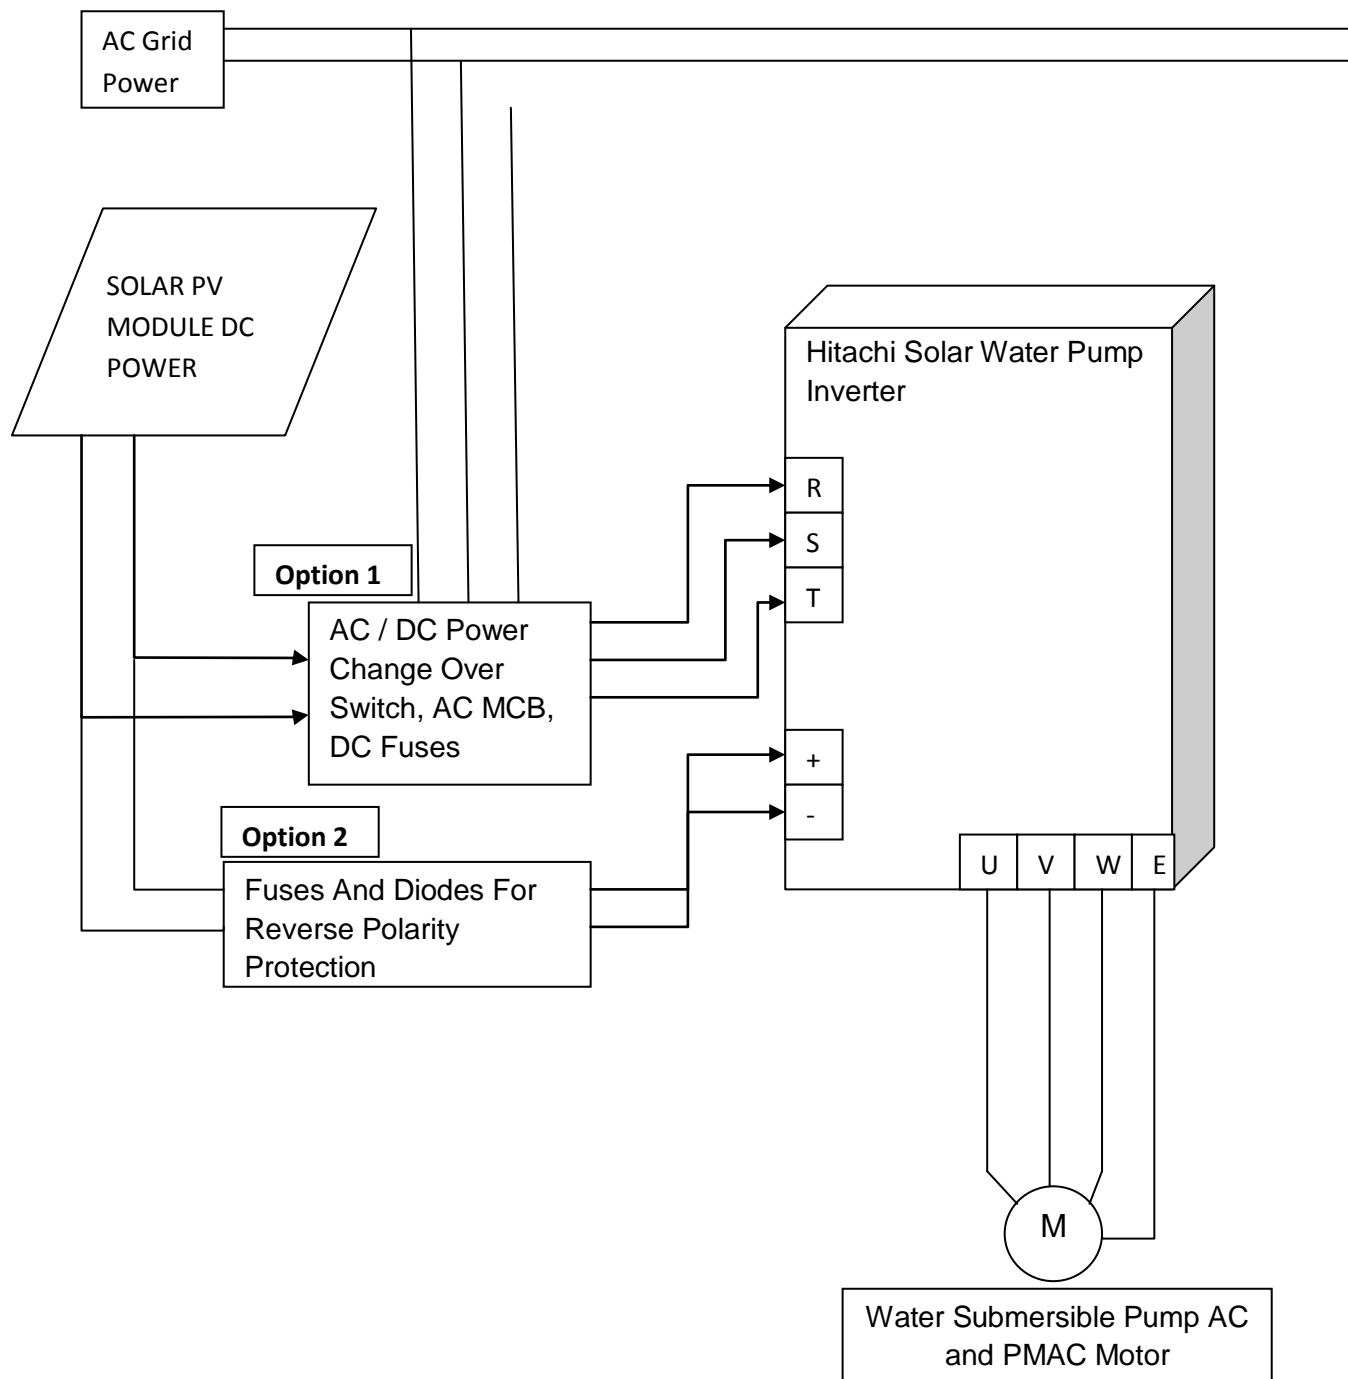 AC Grid
Power
SOLAR PV
MODULE DC
POWER
Hitachi Solar Water Pump
Inverter
R
S
T
Option 1
AC / DC Power
Change Over
Switch, AC MCB,
DC Fuses
+
-
Option 2
Fuses And Diodes For
Reverse Polarity
Protection
U V W E
M
Water Submersible Pump AC
and PMAC Motor